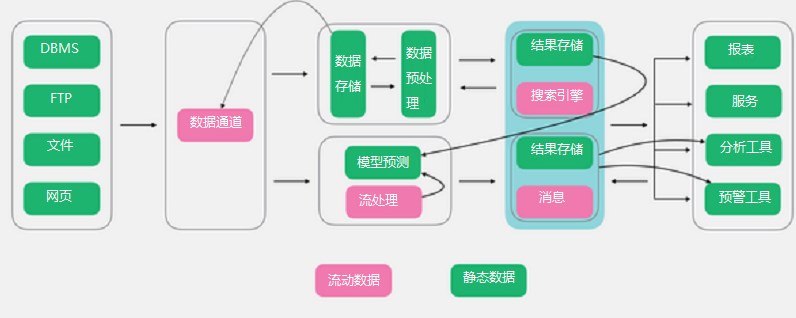 DBMS
FTP
文件
网页
数据通道
数据
存储
数据
预处
理
模型预测
流处理
结果存储
搜索引擎
结果存储
消息
报表
服务
分析工具
预警工具
流动数据
静态数据